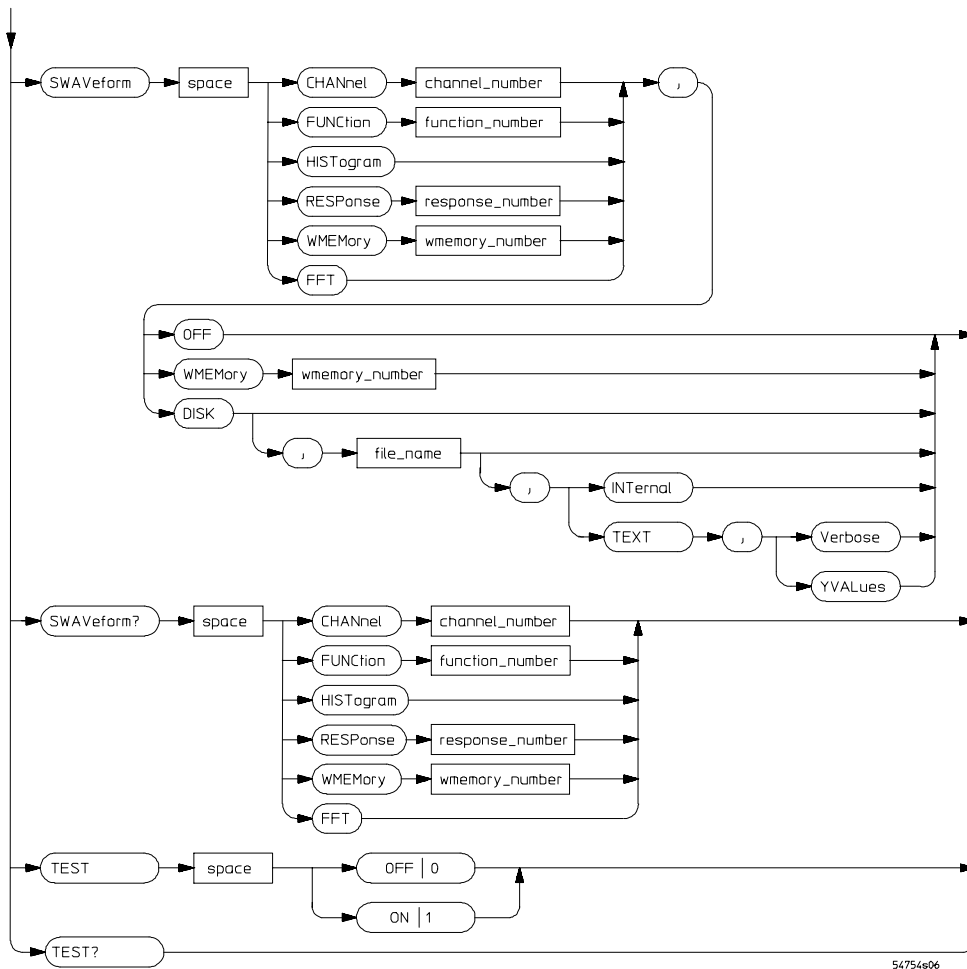 SWAVeform space CHANnel channel_number ,
FUNCtion function_number
HISTogram
RESPonse response_number
WMEMory wmemory_number
FFT
OFF
WMEMory wmemory_number
DISK
, file_name
, INTernal
TEXT , Verbose
YVALues
SWAVeform? space CHANnel channel_number
FUNCtion function_number
HISTogram
RESPonse response_number
WMEMory wmemory_number
FFT
TEST space OFF | 0
ON | 1
TEST?
54754s06